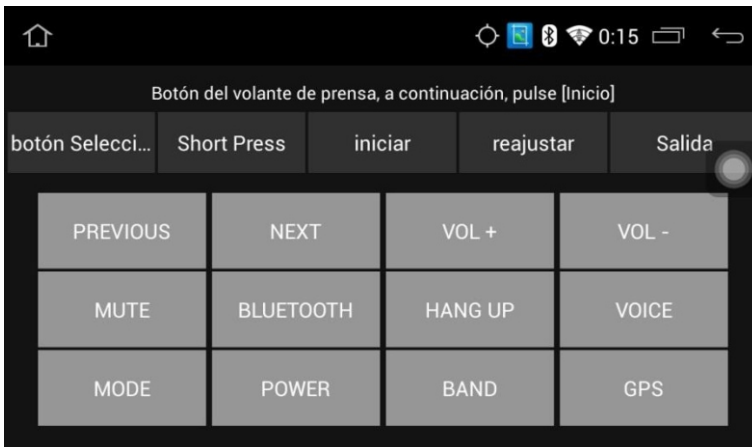 0:15
Botón del volante de prensa, a continuación, pulse [Inicio]
botón Selecci... Short Press iniciar reajustar Salida
PREVIOUS NEXT VOL + VOL -
MUTE BLUETOOTH HANG UP VOICE
MODE POWER BAND GPS